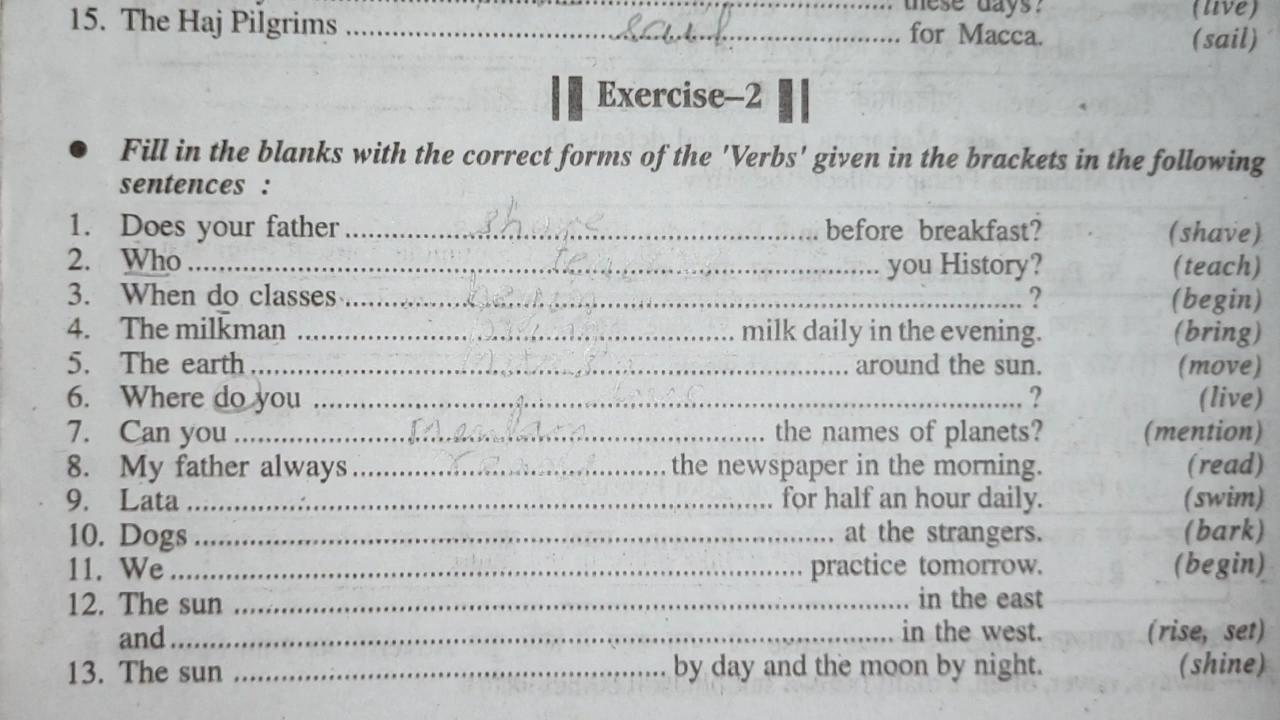 these days? (live)
15. The Haj Pilgrims ........................ for Macca. (sail)
Exercise–2
● Fill in the blanks with the correct forms of the 'Verbs' given in the brackets in the following
sentences :
1. Does your father ........ share ........ before breakfast? (shave)
2. Who ........................ you History? (teach)
3. When do classes ........................ ? (begin)
4. The milkman ........................ milk daily in the evening. (bring)
5. The earth ........................ around the sun. (move)
6. Where do you ........................ ? (live)
7. Can you ........................ the names of planets? (mention)
8. My father always ........................ the newspaper in the morning. (read)
9. Lata ........................ for half an hour daily. (swim)
10. Dogs ........................ at the strangers. (bark)
11. We ........................ practice tomorrow. (begin)
12. The sun ........................ in the east
and ........................ in the west. (rise, set)
13. The sun ........................ by day and the moon by night. (shine)